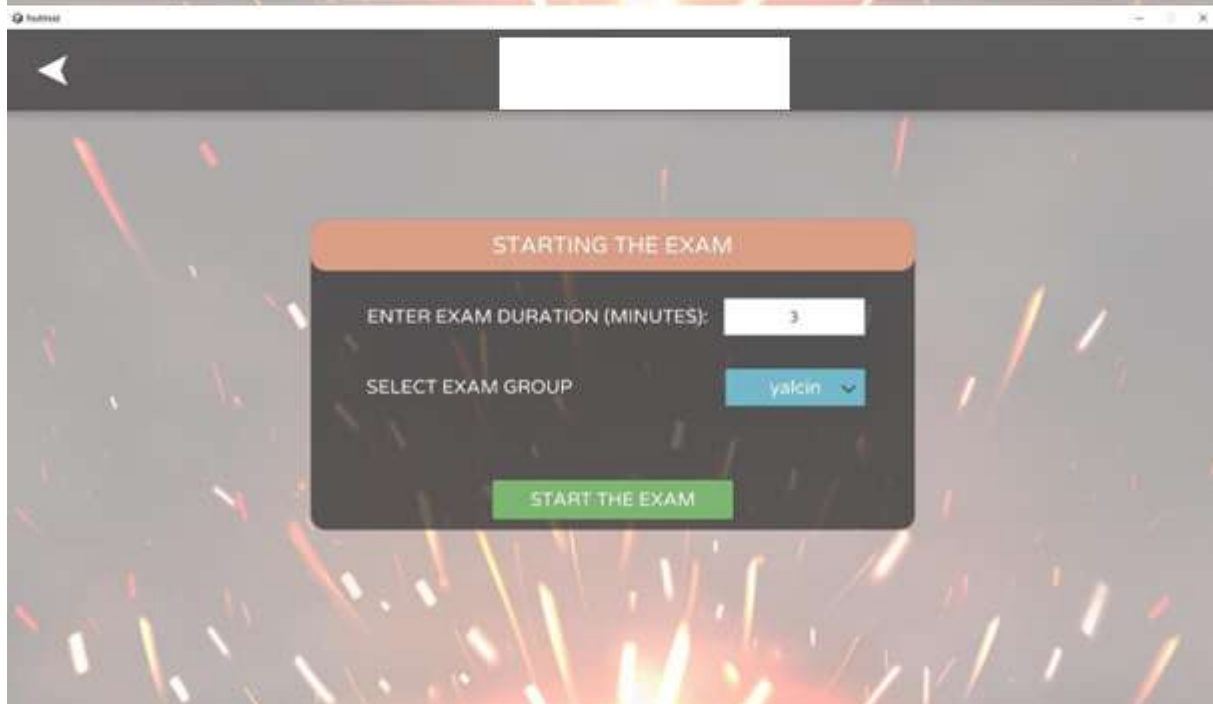 STARTING THE EXAM
ENTER EXAM DURATION (MINUTES): 3
SELECT EXAM GROUP yalcin
START THE EXAM